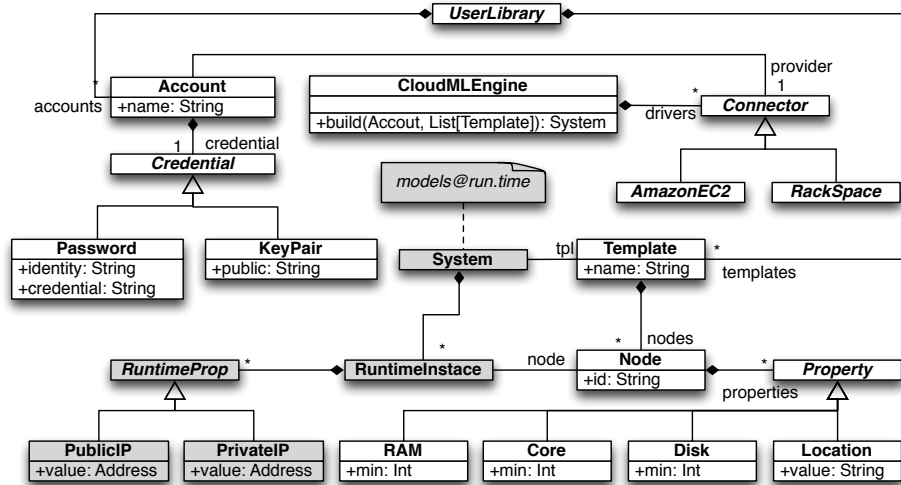 UserLibrary
provider
*
Account
CloudMLEngine
*
1
accounts
+name: String
Connector
+build(Accout, List[Template]): System
drivers
1
credential
Credential
models@run.time
AmazonEC2
RackSpace
Password
KeyPair
tpl
Template
*
+identity: String
+public: String
System
+name: String
templates
+credential: String
*
*
nodes
RuntimeProp
*
RuntimeInstace
node
Node
*
Property
+id: String
properties
PublicIP
PrivateIP
RAM
Core
Disk
Location
+value: Address
+value: Address
+min: Int
+min: Int
+min: Int
+value: String